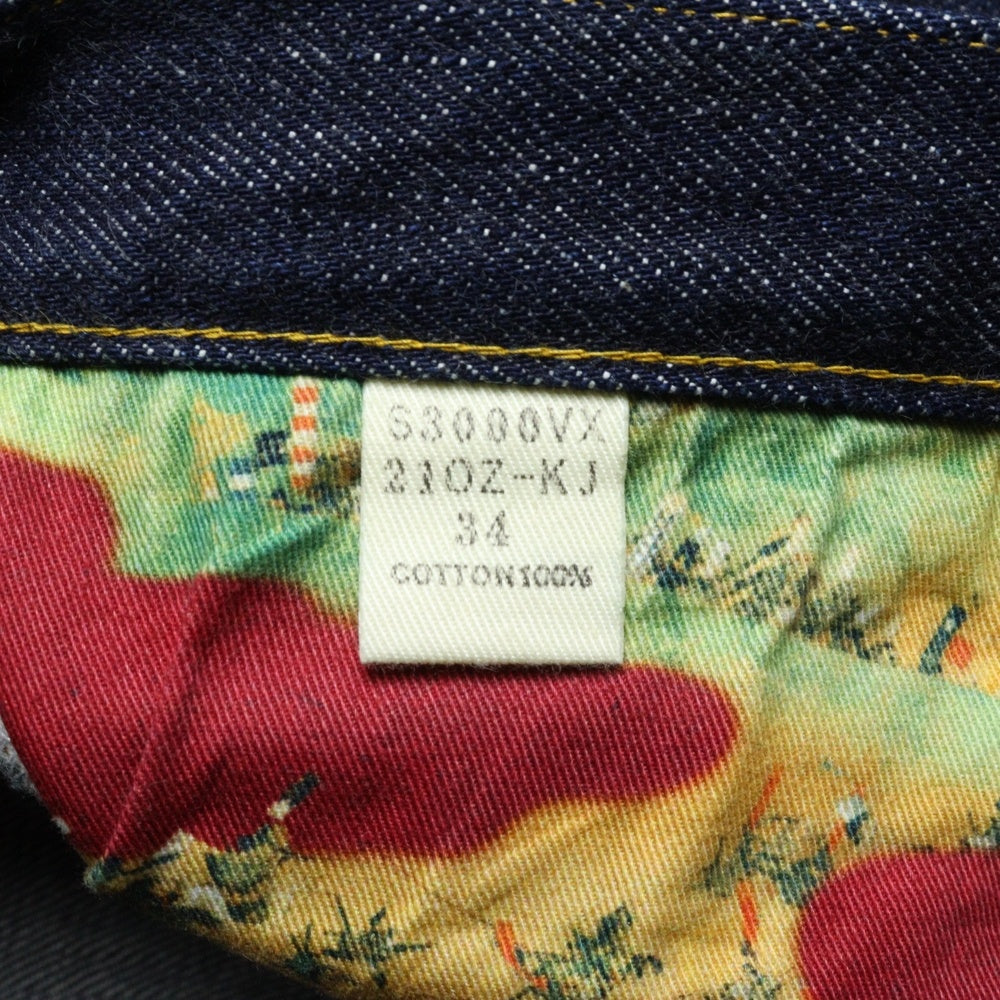 S3000VX
21OZ-KJ
34
COTTON100%